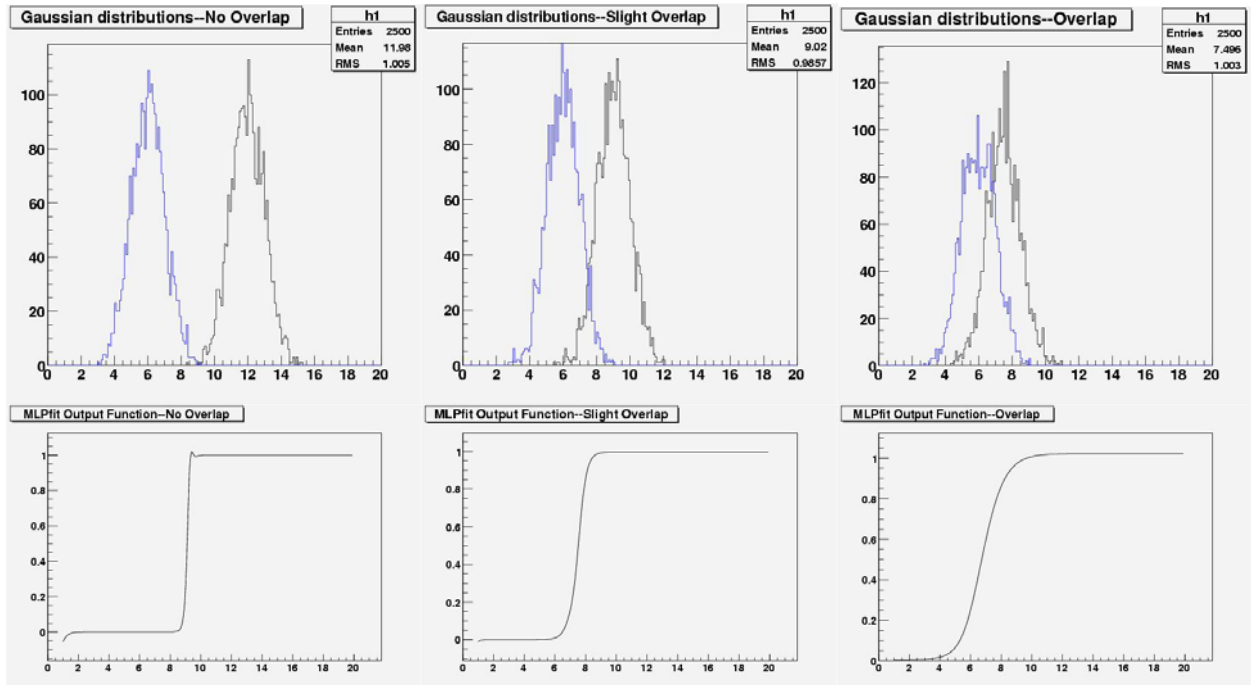 Gaussian distributions--No Overlap
h1
Entries 2500
Mean 11.98
RMS 1.005
100
80
60
40
20
0
0 2 4 6 8 10 12 14 16 18 20
Gaussian distributions--Slight Overlap
h1
Entries 2500
Mean 9.02
RMS 0.9857
100
80
60
40
20
0
0 2 4 6 8 10 12 14 16 18 20
Gaussian distributions--Overlap
h1
Entries 2500
Mean 7.496
RMS 1.003
120
100
80
60
40
20
0
0 2 4 6 8 10 12 14 16 18 20
MLPfit Output Function--No Overlap
1
0.8
0.6
0.4
0.2
0
0 2 4 6 8 10 12 14 16 18 20
MLPfit Output Function--Slight Overlap
1
0.8
0.6
0.4
0.2
0
0 2 4 6 8 10 12 14 16 18 20
MLPfit Output Function--Overlap
1
0.8
0.6
0.4
0.2
0
0 2 4 6 8 10 12 14 16 18 20